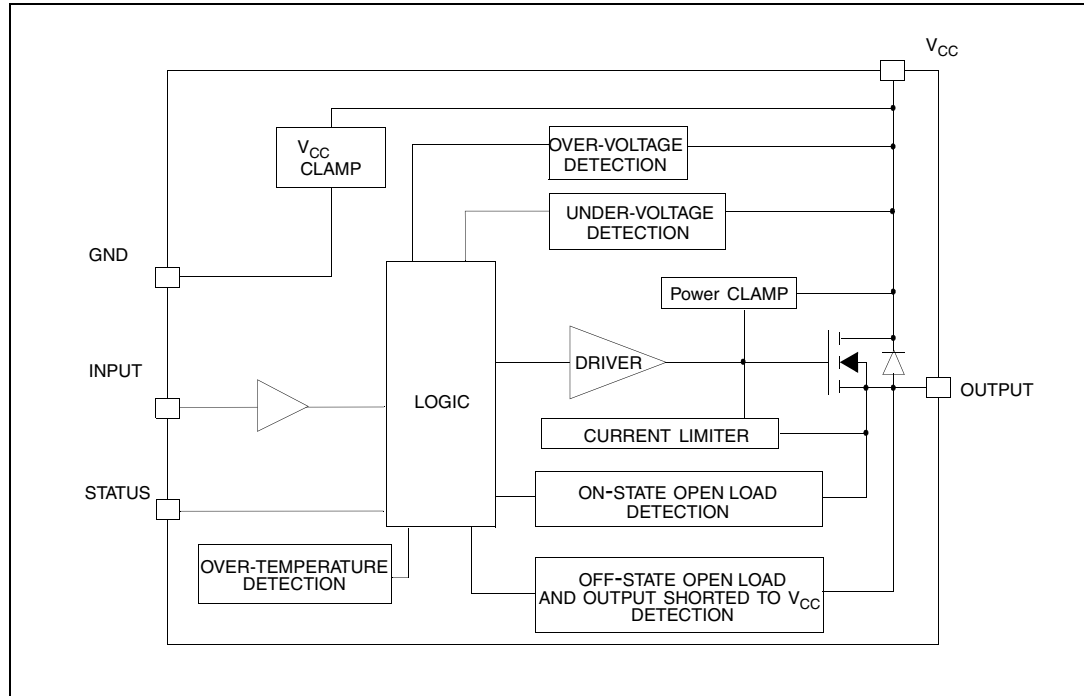 V_CC
V_CC
CLAMP
OVER-VOLTAGE
DETECTION
UNDER-VOLTAGE
DETECTION
GND
Power CLAMP
INPUT
LOGIC
DRIVER
OUTPUT
CURRENT LIMITER
STATUS
ON-STATE OPEN LOAD
DETECTION
OVER-TEMPERATURE
DETECTION
OFF-STATE OPEN LOAD
AND OUTPUT SHORTED TO V_CC
DETECTION